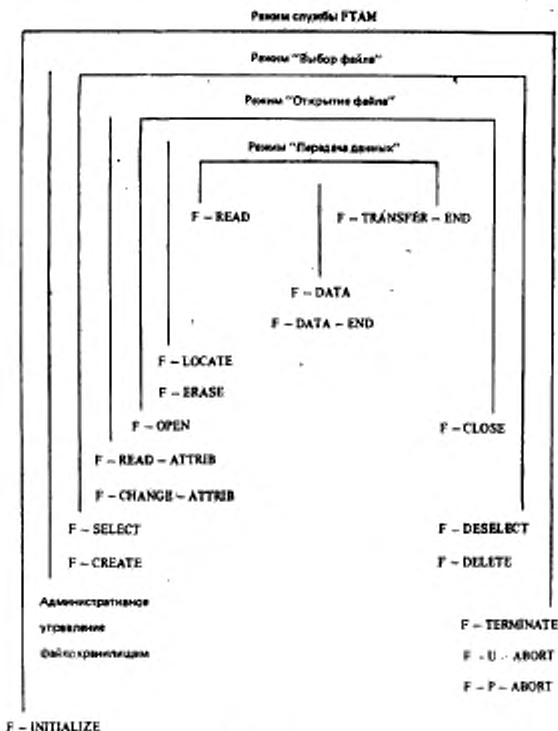 Режим службы FTAM
Режим "Выбор файла"
Режим "Открытие файла"
Режим "Передача данных"
F – READ
F – TRANSFER – END
F – DATA
F – DATA – END
F – LOCATE
F – ERASE
F – OPEN
F – CLOSE
F – READ – ATTRIB
F – CHANGE – ATTRIB
F – SELECT
F – DESELECT
F – CREATE
F – DELETE
Административное
управление
файлохранилищам
F – TERMINATE
F – U – ABORT
F – P – ABORT
F – INITIALIZE